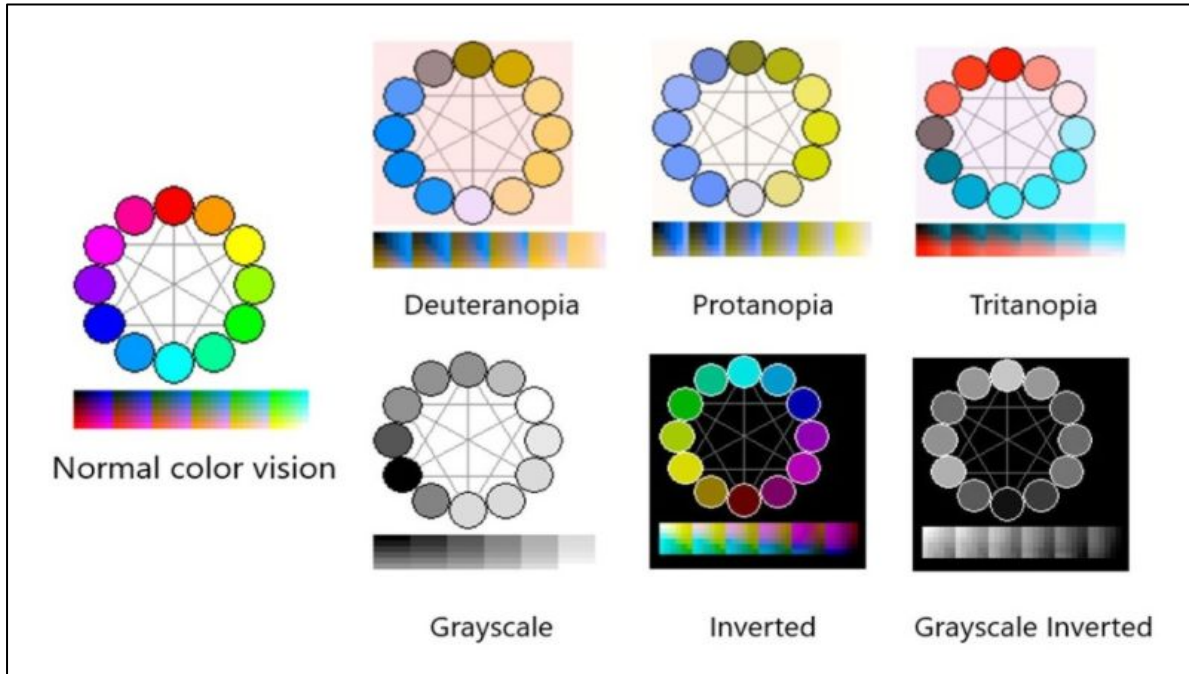 Normal color vision
Deuteranopia
Protanopia
Tritanopia
Grayscale
Inverted
Grayscale Inverted